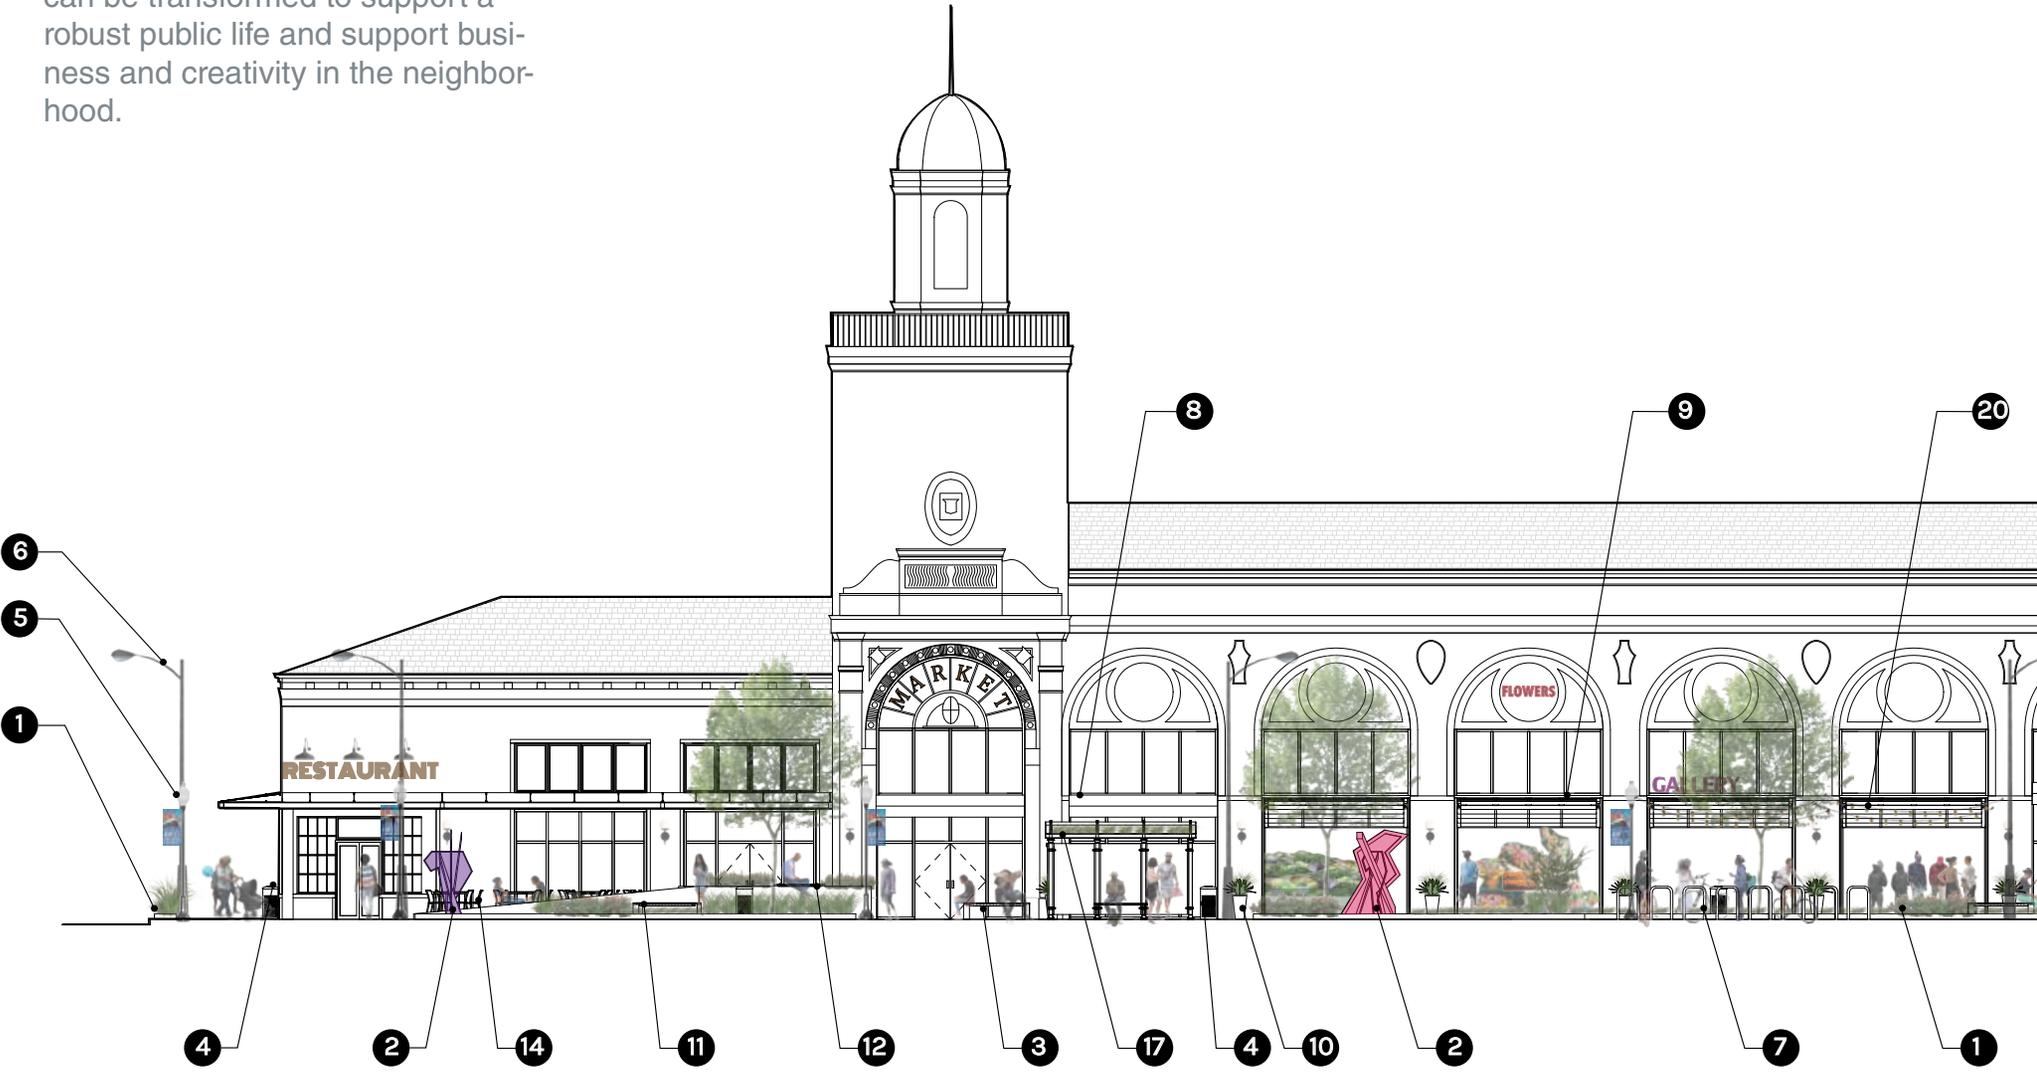 can be transformed to support a
robust public life and support busi-
ness and creativity in the neighbor-
hood.
8
9
20
6
5
1
MARKET
FLOWERS
RESTAURANT
GALLERY
4
2
14
11
12
3
17
4
10
2
7
1